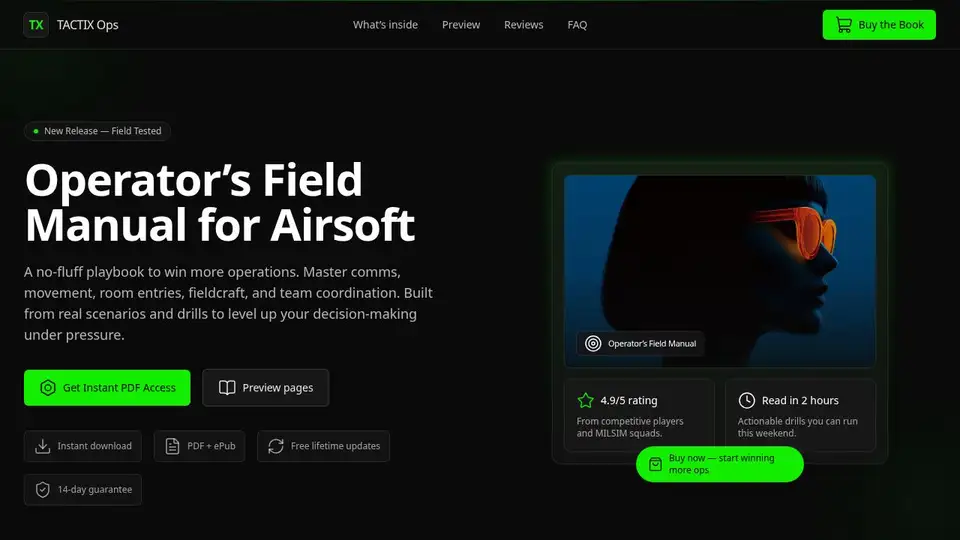 TX
TACTIX Ops
What's inside
Preview
Reviews
FAQ
Buy the Book
New Release — Field Tested
Operator’s Field
Manual for Airsoft
A no-fluff playbook to win more operations. Master comms,
movement, room entries, fieldcraft, and team coordination. Built
from real scenarios and drills to level up your decision-making
under pressure.
Get Instant PDF Access
Preview pages
Instant download
PDF + ePub
Free lifetime updates
14-day guarantee
Operator’s Field Manual
4.9/5 rating
From competitive players
and MILSIM squads.
Read in 2 hours
Actionable drills you can run
this weekend.
Buy now — start winning
more ops